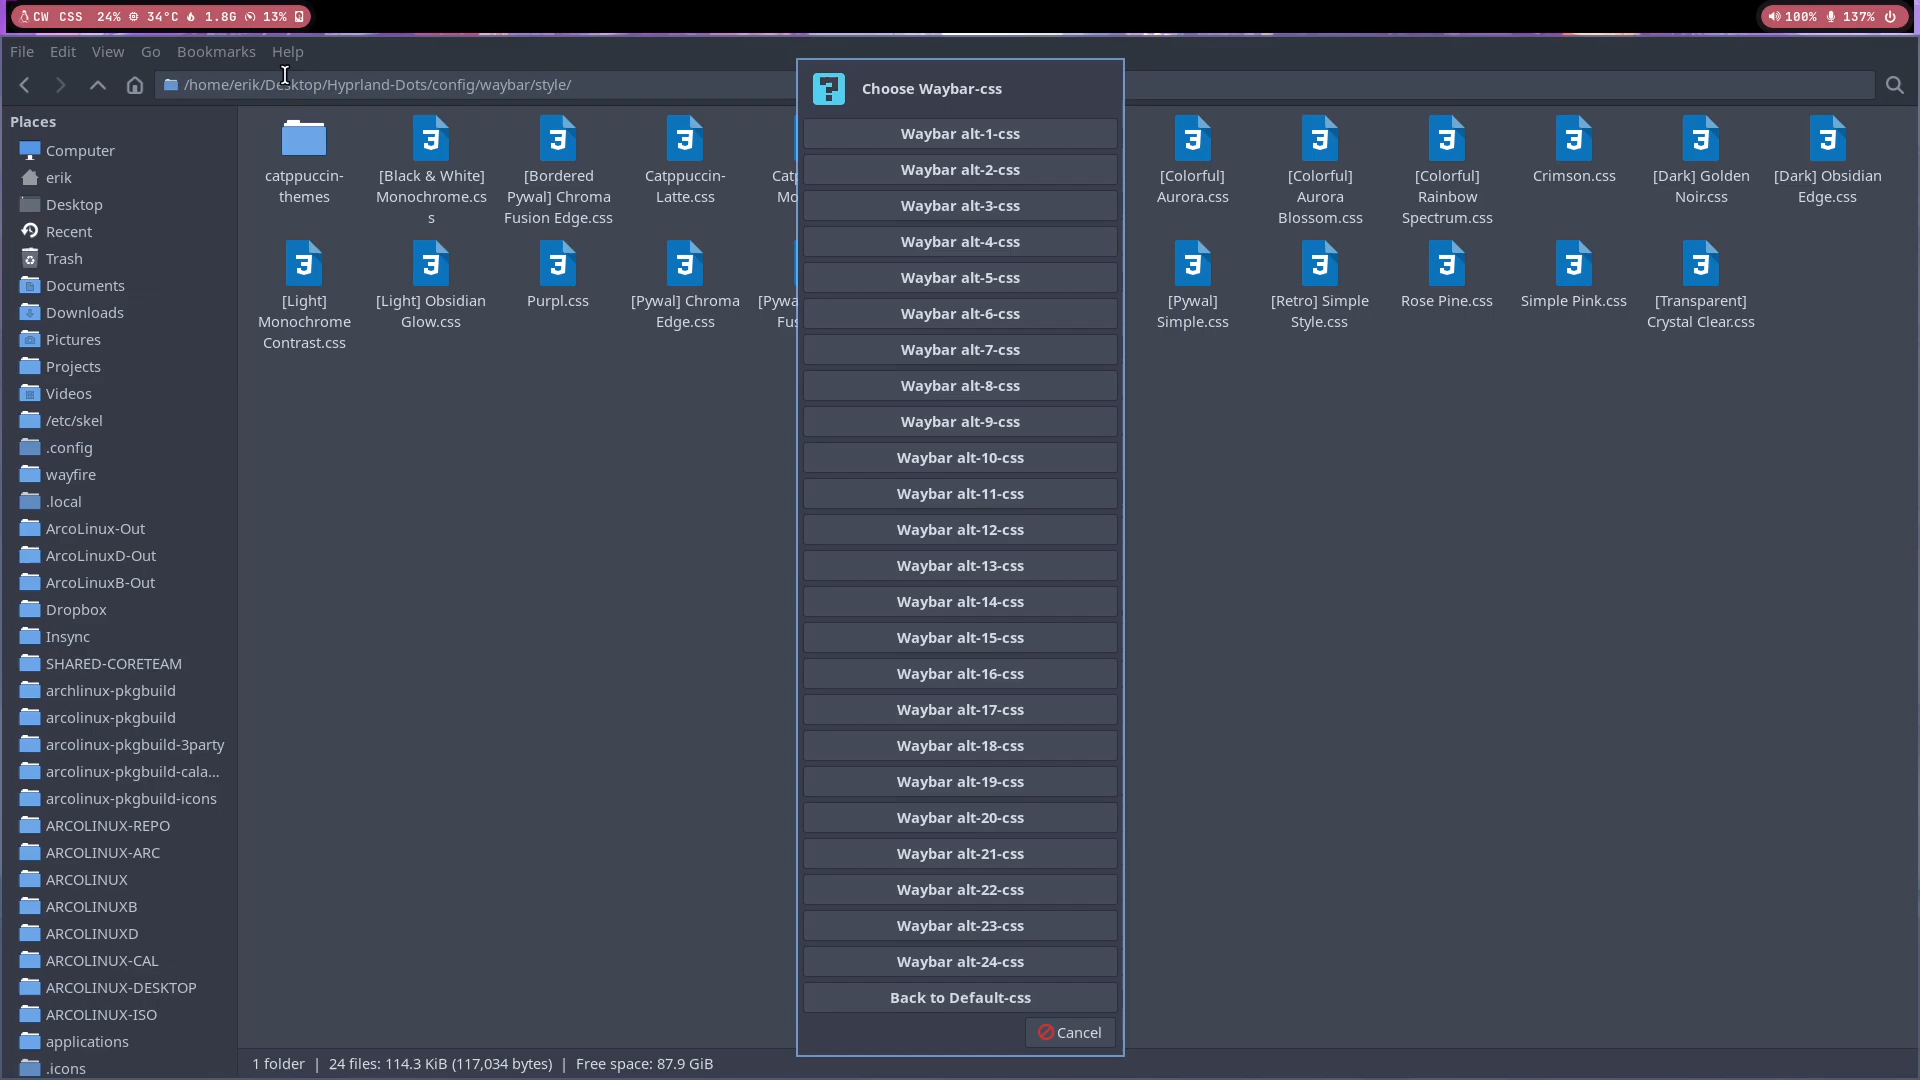 CW CSS 24% 34°C 1.8G 13%
100% 137%
File Edit View Go Bookmarks Help
/home/erik/Desktop/Hyprland-Dots/config/waybar/style/
Places
Computer
erik
Desktop
Recent
Trash
Documents
Downloads
Pictures
Projects
Videos
/etc/skel
.config
wayfire
.local
ArcoLinux-Out
ArcoLinuxD-Out
ArcoLinuxB-Out
Dropbox
Insync
SHARED-CORETEAM
archlinux-pkgbuild
arcolinux-pkgbuild
arcolinux-pkgbuild-3party
arcolinux-pkgbuild-cala...
arcolinux-pkgbuild-icons
ARCOLINUX-REPO
ARCOLINUX-ARC
ARCOLINUX
ARCOLINUXB
ARCOLINUXD
ARCOLINUX-CAL
ARCOLINUX-DESKTOP
ARCOLINUX-ISO
applications
.icons
catppuccin-
themes
[Black & White]
Monochrome.cs
s
[Bordered
Pywal] Chroma
Fusion Edge.css
Catppuccin-
Latte.css
[Colorful]
Aurora.css
[Colorful]
Aurora
Blossom.css
[Colorful]
Rainbow
Spectrum.css
Crimson.css
[Dark] Golden
Noir.css
[Dark] Obsidian
Edge.css
[Light]
Monochrome
Contrast.css
[Light] Obsidian
Glow.css
Purpl.css
[Pywal] Chroma
Edge.css
[Pywal]
Simple.css
[Retro] Simple
Style.css
Rose Pine.css
Simple Pink.css
[Transparent]
Crystal Clear.css
Choose Waybar-css
Waybar alt-1-css
Waybar alt-2-css
Waybar alt-3-css
Waybar alt-4-css
Waybar alt-5-css
Waybar alt-6-css
Waybar alt-7-css
Waybar alt-8-css
Waybar alt-9-css
Waybar alt-10-css
Waybar alt-11-css
Waybar alt-12-css
Waybar alt-13-css
Waybar alt-14-css
Waybar alt-15-css
Waybar alt-16-css
Waybar alt-17-css
Waybar alt-18-css
Waybar alt-19-css
Waybar alt-20-css
Waybar alt-21-css
Waybar alt-22-css
Waybar alt-23-css
Waybar alt-24-css
Back to Default-css
Cancel
1 folder | 24 files: 114.3 KiB (117,034 bytes) | Free space: 87.9 GiB